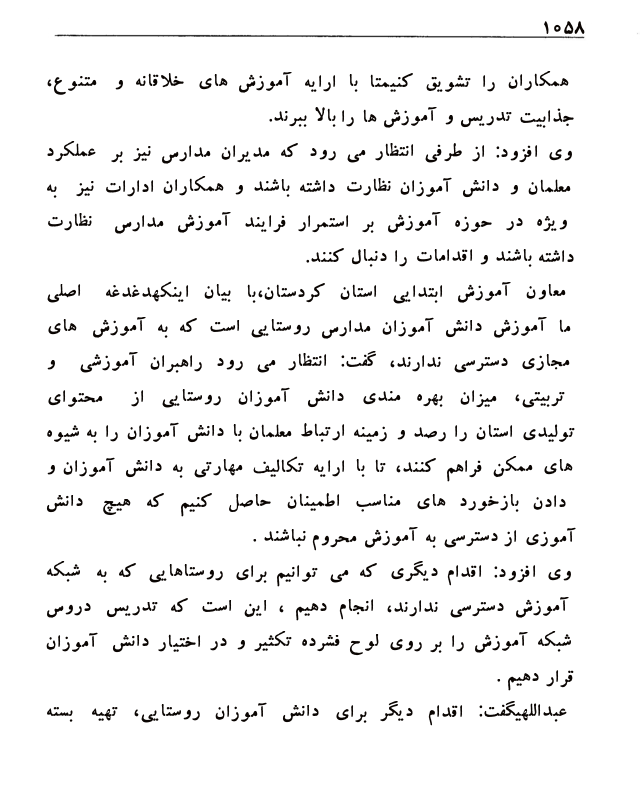 ۱۰۵۸
همکاران را تشویق کنیمتا با ارایه آموزش های خلاقانه و متنوع،
جذابیت تدریس و آموزش ها را بالا ببرند.
وی افزود: از طرفی انتظار می رود که مدیران مدارس نیز بر عملکرد
معلمان و دانش آموزان نظارت داشته باشند و همکاران ادارات نیز به
ویژه در حوزه آموزش بر استمرار فرایند آموزش مدارس نظارت
داشته باشند و اقدامات را دنبال کنند.
معاون آموزش ابتدایی استان کردستان،با بیان اینکهدغدغه اصلی
ما آموزش دانش آموزان مدارس روستایی است که به آموزش های
مجازی دسترسی ندارند، گفت: انتظار می رود راهبران آموزشی و
تربیتی، میزان بهره مندی دانش آموزان روستایی از محتوای
تولیدی استان را رصد و زمینه ارتباط معلمان با دانش آموزان را به شیوه
های ممکن فراهم کنند، تا با ارایه تکالیف مهارتی به دانش آموزان و
دادن بازخورد های مناسب اطمینان حاصل کنیم که هیچ دانش
آموزی از دسترسی به آموزش محروم نباشند .
وی افزود: اقدام دیگری که می توانیم برای روستاهایی که به شبکه
آموزش دسترسی ندارند، انجام دهیم ، این است که تدریس دروس
شبکه آموزش را بر روی لوح فشرده تکثیر و در اختیار دانش آموزان
قرار دهیم .
عبداللهیگفت: اقدام دیگر برای دانش آموزان روستایی، تهیه بسته